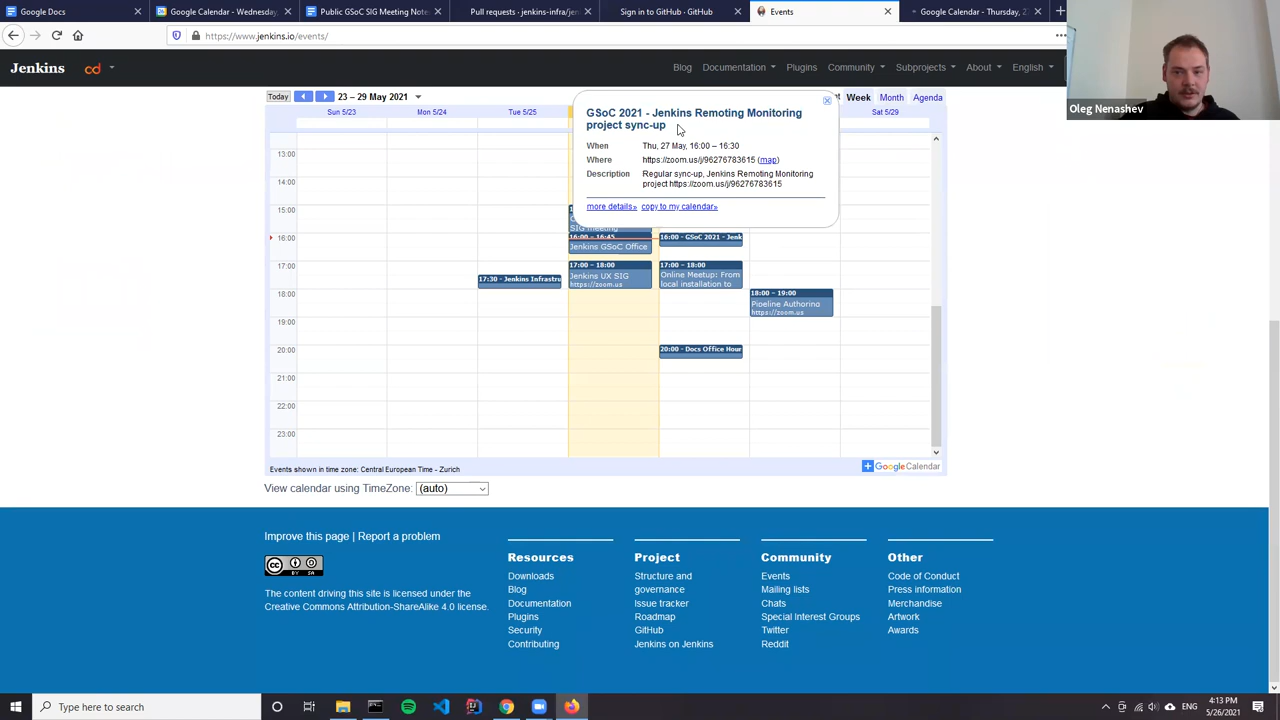 Google Docs
Google Calendar
Public GSoC SIG Meeting Notes
Pull requests - jenkins-infra/jen
Sign in to GitHub · GitHub
Events
Google Calendar - Thursday, 27
https://www.jenkins.io/events/
Jenkins
cd
Blog
Documentation
Plugins
Community
Subprojects
About
English
Oleg Nenashev
Today
23 – 29 May 2021
Week
Month
Agenda
Sun 5/23
Mon 5/24
Tue 5/25
Sat 5/29
GSoC 2021 - Jenkins Remoting Monitoring
project sync-up
When
Thu, 27 May, 16:00 – 16:30
Where
https://zoom.us/j/96276783615 (map)
Description
Regular sync-up, Jenkins Remoting Monitoring
project https://zoom.us/j/96276783615
more details»
copy to my calendar»
13:00
14:00
15:00
SIG meeting
16:00
16:00 – 16:45
Jenkins GSoC Office
16:00 - GSoC 2021 - Jenk
17:00
17:00 – 18:00
Jenkins UX SIG
https://zoom.us
17:00 – 18:00
Online Meetup: From
local installation to
17:30 - Jenkins Infrastru
18:00
18:00 – 19:00
Pipeline Authoring
https://zoom.us
19:00
20:00
20:00 - Docs Office Hour
21:00
22:00
23:00
Events shown in time zone: Central European Time - Zurich
Google Calendar
View calendar using TimeZone:
(auto)
Improve this page | Report a problem
cc
BY SA
The content driving this site is licensed under the
Creative Commons Attribution-ShareAlike 4.0 license.
Resources
Downloads
Blog
Documentation
Plugins
Security
Contributing
Project
Structure and
governance
Issue tracker
Roadmap
GitHub
Jenkins on Jenkins
Community
Events
Mailing lists
Chats
Special Interest Groups
Twitter
Reddit
Other
Code of Conduct
Press information
Merchandise
Artwork
Awards
Type here to search
ENG
4:13 PM
5/26/2021